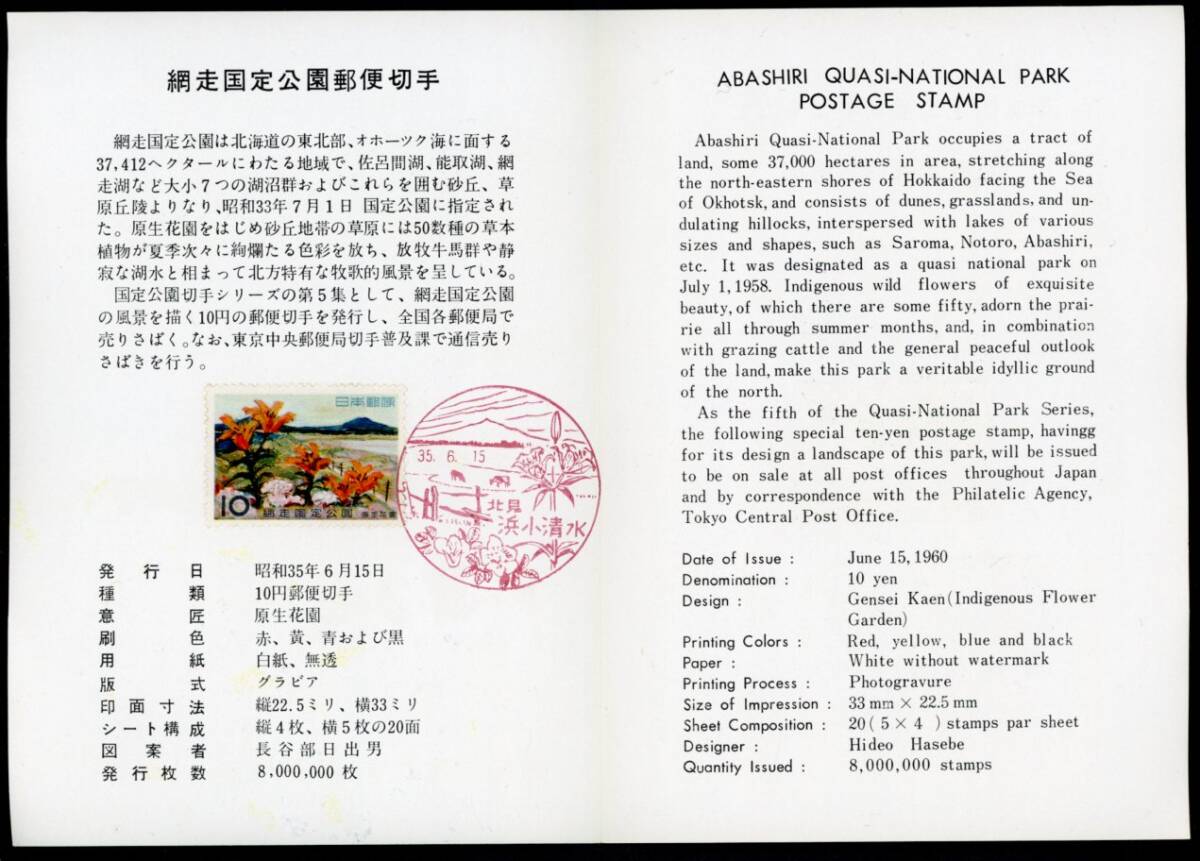 網走国定公園郵便切手
網走国定公園は北海道の東北部、オホーツク海に面する
37,412ヘクタールにわたる地域で、佐呂間湖、能取湖、網
走湖など大小7つの湖沼群およびこれらを囲む砂丘、草
原丘陵よりなり、昭和33年7月1日 国定公園に指定され
た。原生花園をはじめ砂丘地帯の草原には50数種の草本
植物が夏季次々に絢爛たる色彩を放ち、放牧牛馬群や静
寂な湖水と相まって北方特有な牧歌的風景を呈している。
国定公園切手シリーズの第5集として、網走国定公園
の風景を描く10円の郵便切手を発行し、全国各郵便局で
売りさばく。なお、東京中央郵便局切手普及課で通信売り
さばきを行う。
日本郵便
10
網走国定公園 原生花園
35.6.15
北見
浜小清水
発行日 昭和35年6月15日
種類 10円郵便切手
意匠 原生花園
刷色 赤、黄、青および黒
用紙 白紙、無透
版式 グラビア
印面寸法 縦22.5ミリ、横33ミリ
シート構成 縦4枚、横5枚の20面
図案者 長谷部日出男
発行枚数 8,000,000枚
ABASHIRI QUASI-NATIONAL PARK
POSTAGE STAMP
Abashiri Quasi-National Park occupies a tract of
land, some 37,000 hectares in area, stretching along
the north-eastern shores of Hokkaido facing the Sea
of Okhotsk, and consists of dunes, grasslands, and un-
dulating hillocks, interspersed with lakes of various
sizes and shapes, such as Saroma, Notoro, Abashiri,
etc. It was designated as a quasi national park on
July 1, 1958. Indigenous wild flowers of exquisite
beauty, of which there are some fifty, adorn the prai-
rie all through summer months, and, in combination
with grazing cattle and the general peaceful outlook
of the land, make this park a veritable idyllic ground
of the north.
As the fifth of the Quasi-National Park Series,
the following special ten-yen postage stamp, havingg
for its design a landscape of this park, will be issued
to be on sale at all post offices throughout Japan
and by correspondence with the Philatelic Agency,
Tokyo Central Post Office.
Date of Issue : June 15, 1960
Denomination : 10 yen
Design : Gensei Kaen (Indigenous Flower
Garden)
Printing Colors : Red, yellow, blue and black
Paper : White without watermark
Printing Process : Photogravure
Size of Impression : 33 mm × 22.5 mm
Sheet Composition : 20 ( 5 × 4 ) stamps par sheet
Designer : Hideo Hasebe
Quantity Issued : 8,000,000 stamps